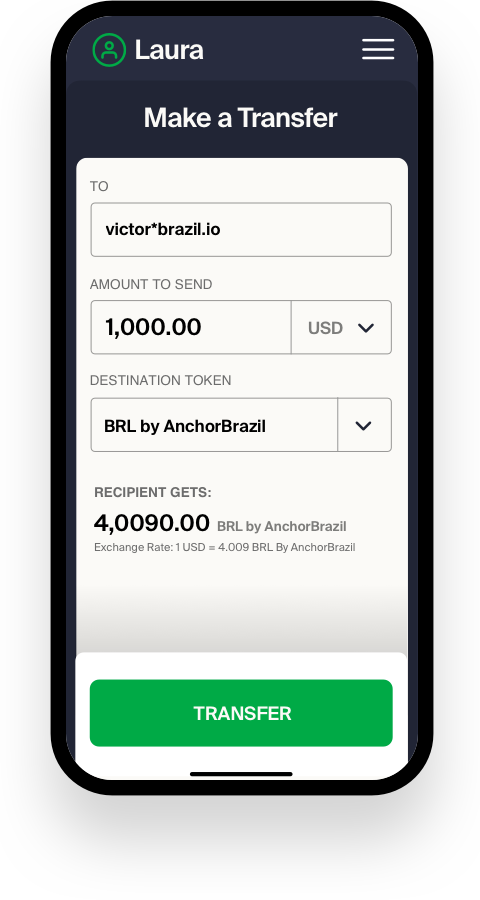 Laura
Make a Transfer
TO
victor*brazil.io
AMOUNT TO SEND
1,000.00 USD
DESTINATION TOKEN
BRL by AnchorBrazil
RECIPIENT GETS:
4,0090.00 BRL by AnchorBrazil
Exchange Rate: 1 USD = 4.009 BRL By AnchorBrazil
TRANSFER